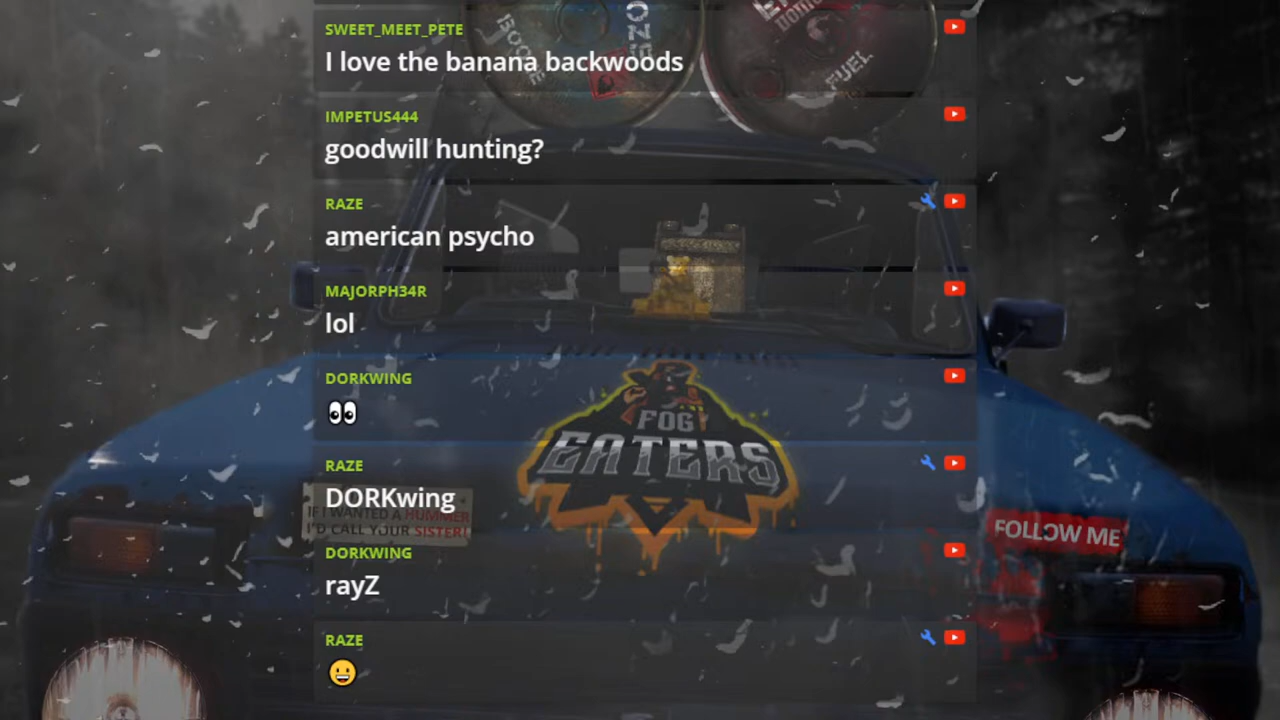 SWEET_MEET_PETE
I love the banana backwoods
IMPETUS444
goodwill hunting?
RAZE
american psycho
MAJORPH34R
lol
DORKWING
👀
RAZE
DORKwing
DORKWING
rayZ
RAZE
😀
FUEL
FOG
EATERS
IF I WANTED A HUMMER
I'D CALL YOUR SISTER!
FOLLOW ME